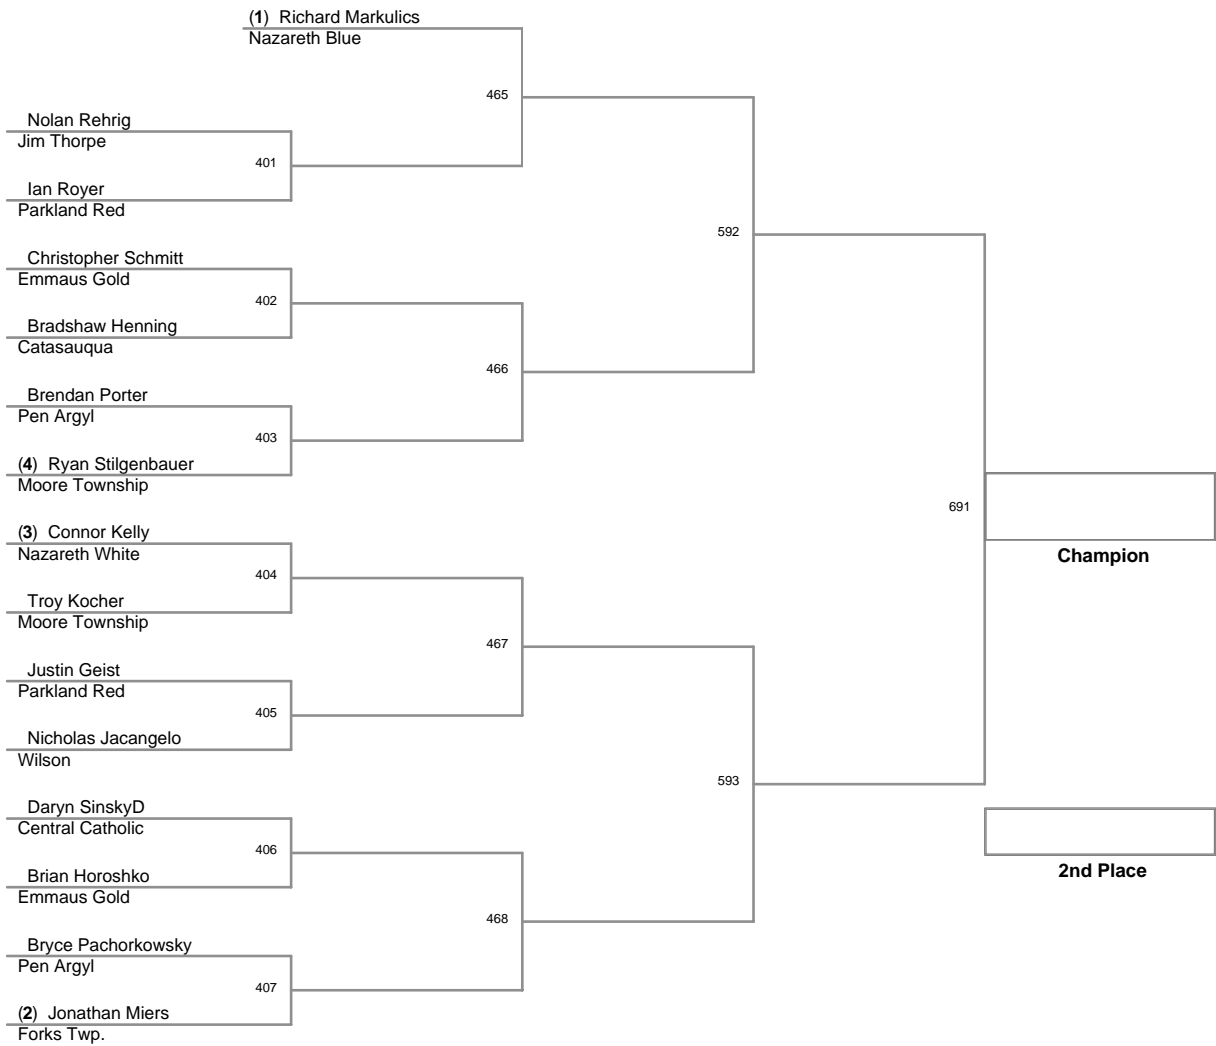 (1) Richard Markulics
Nazareth Blue
465
Nolan Rehrig
Jim Thorpe
401
Ian Royer
Parkland Red
592
Christopher Schmitt
Emmaus Gold
402
Bradshaw Henning
Catasauqua
466
Brendan Porter
Pen Argyl
403
(4) Ryan Stilgenbauer
Moore Township
691
Champion
(3) Connor Kelly
Nazareth White
404
Troy Kocher
Moore Township
467
Justin Geist
Parkland Red
405
Nicholas Jacangelo
Wilson
593
Daryn SinskyD
Central Catholic
406
2nd Place
Brian Horoshko
Emmaus Gold
468
Bryce Pachorkowsky
Pen Argyl
407
(2) Jonathan Miers
Forks Twp.